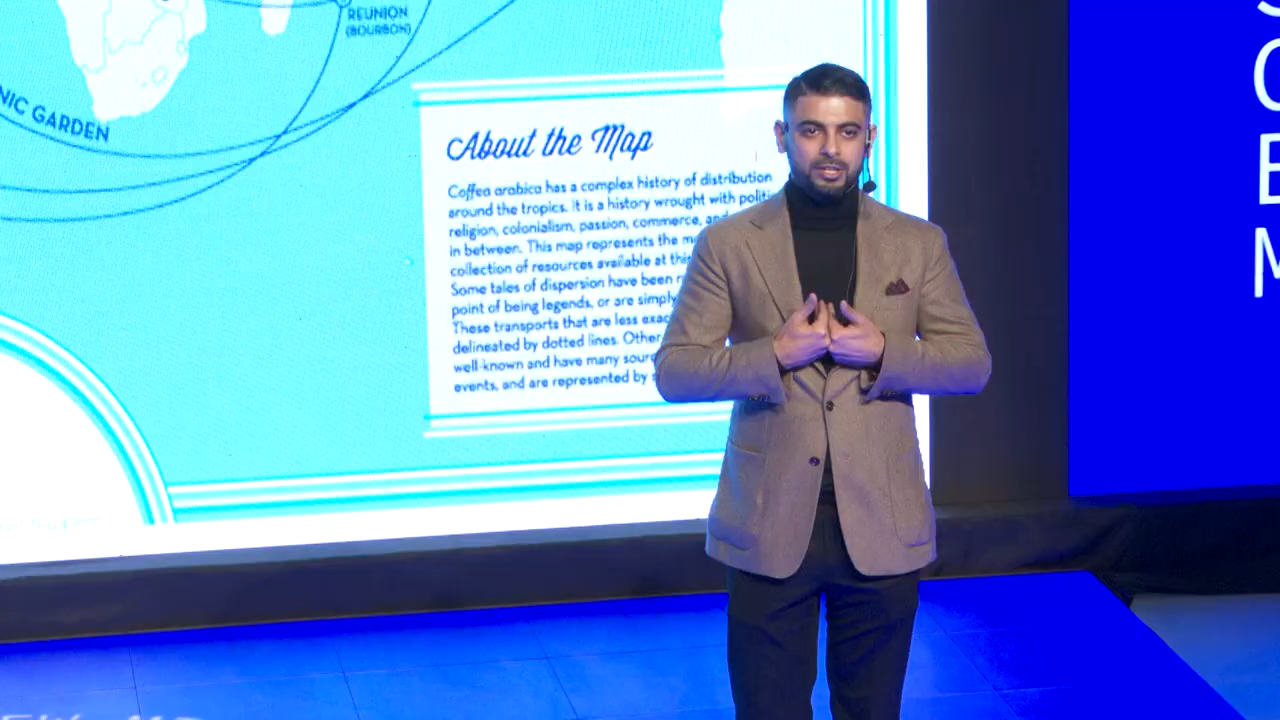 REUNION
(BOURBON)
NIC GARDEN
About the Map
Coffea arabica has a complex history of distribution
around the tropics. It is a history wrought with
religion, colonialism, passion, commerce, and
in between. This map represents the
collection of resources available at this
Some tales of dispersion have been
point of being legends, or are simply
These transports that are less
delineated by dotted lines. Other
well-known and have many
events, and are represented by
S
C
E
M